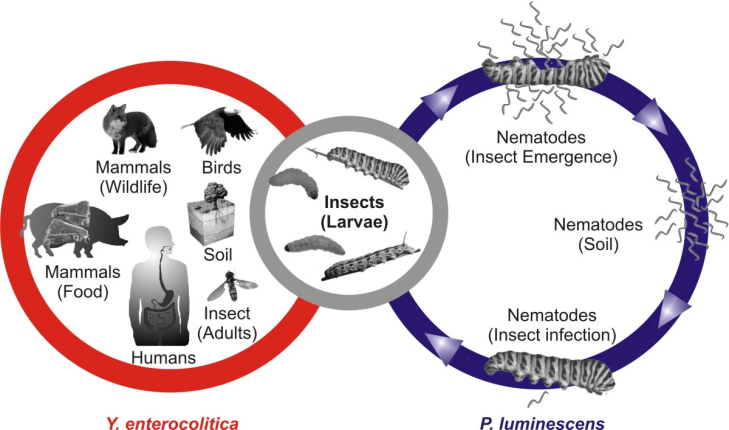 Mammals
(Wildlife)
Birds
Mammals
(Food)
Soil
Insect
(Adults)
Humans
Insects
(Larvae)
Nematodes
(Insect Emergence)
Nematodes
(Soil)
Nematodes
(Insect infection)
Y. enterocolitica
P. luminescens